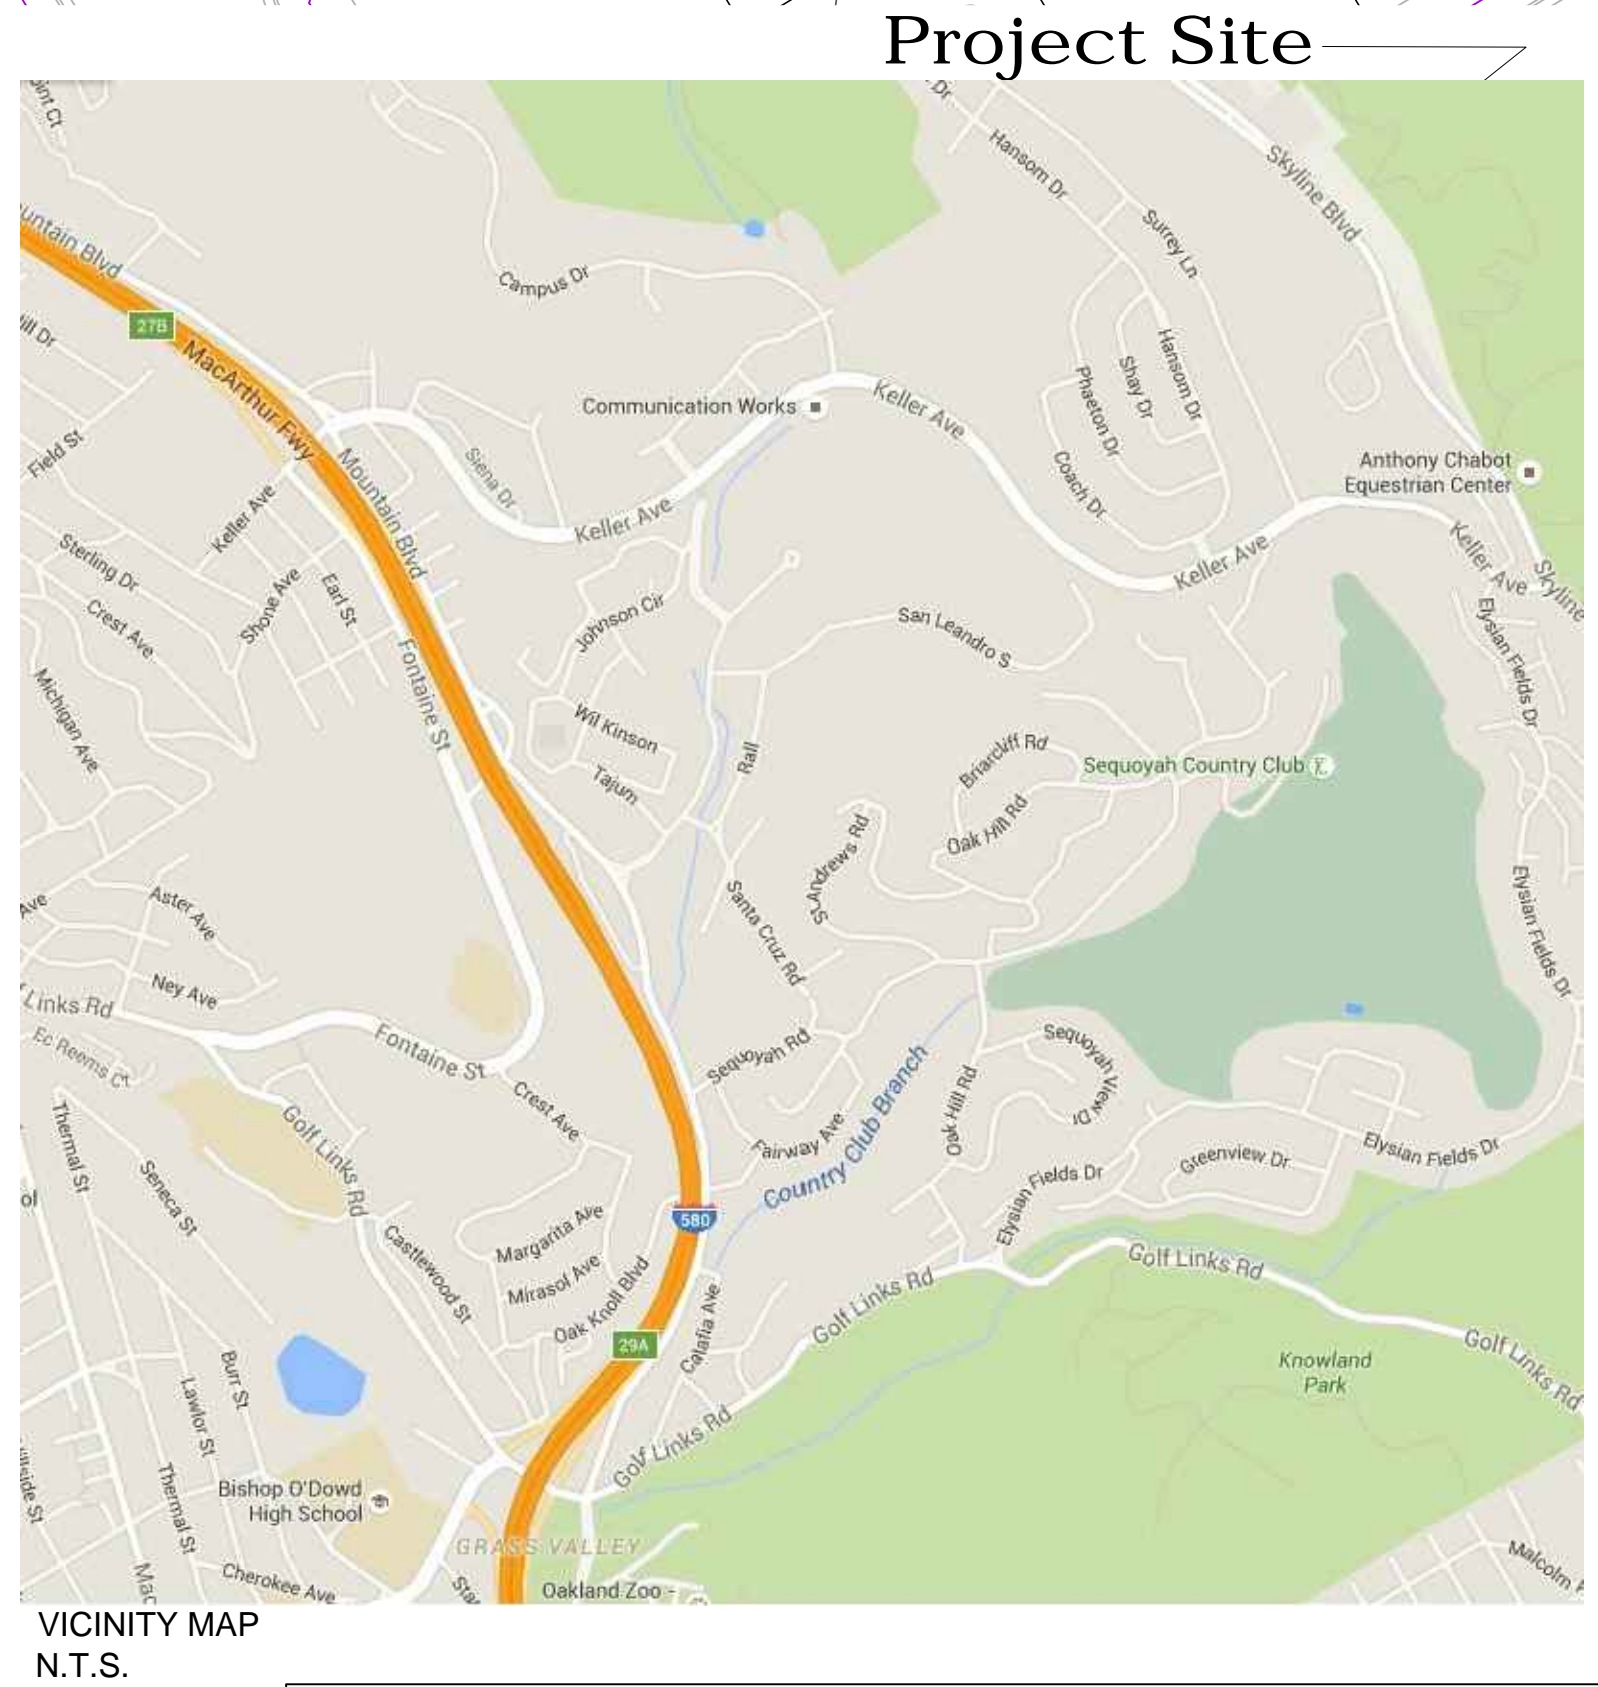 Project Site
Dr
Hansom Dr
Skyline Blvd
Surrey Ln
Campus Dr
27B
MacArthur Fwy
Communication Works
Keller Ave
Phaeton Dr
Shay Dr
Hansom Dr
Coach Dr
Anthony Chabot
Equestrian Center
Field St
Mountain Blvd
Siena Dr
Keller Ave
Keller Ave
Keller Ave
Keller Ave
Skyline
Sterling Dr
Crest Ave
Shone Ave
Earl St
Johnson Cir
San Leandro S
Elysian Fields Dr
Fontaine St
Michigan Ave
Wil Kinson
Tajum
Rall
Briarcliff Rd
Sequoyah Country Club
Oak Hill Rd
St Andrews Rd
Santa Cruz Rd
Elysian Fields Dr
Ave
Aster Ave
Ney Ave
Links Rd
Ec Reems Ct
Fontaine St
Crest Ave
Sequoyah Rd
Fairway Ave
Country Club Branch
Oak Hill Rd
Sequoyah View Dr
Elysian Fields Dr
Greenview Dr
Elysian Fields Dr
Thermal St
Seneca St
Golf Links Rd
Castlewood St
Margarita Ave
Mirasol Ave
Oak Knoll Blvd
580
29A
Calafia Ave
Golf Links Rd
Golf Links Rd
Golf Links Rd
Golf Links Rd
Knowland
Park
Burr St
Lawlor St
Thermal St
Bishop O'Dowd
High School
Cherokee Ave
GRASS VALLEY
Oakland Zoo -
Malcolm
VICINITY MAP
N.T.S.